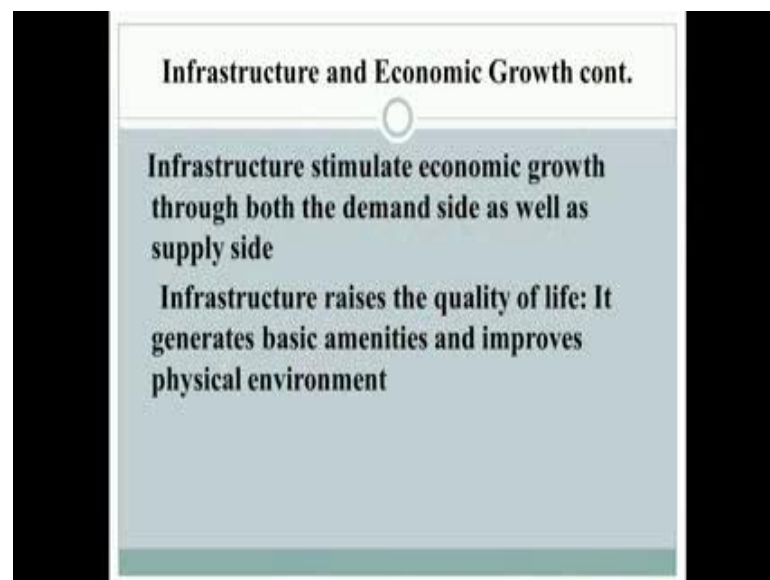 Infrastructure and Economic Growth cont.
Infrastructure stimulate economic growth
through both the demand side as well as
supply side
Infrastructure raises the quality of life: It
generates basic amenities and improves
physical environment